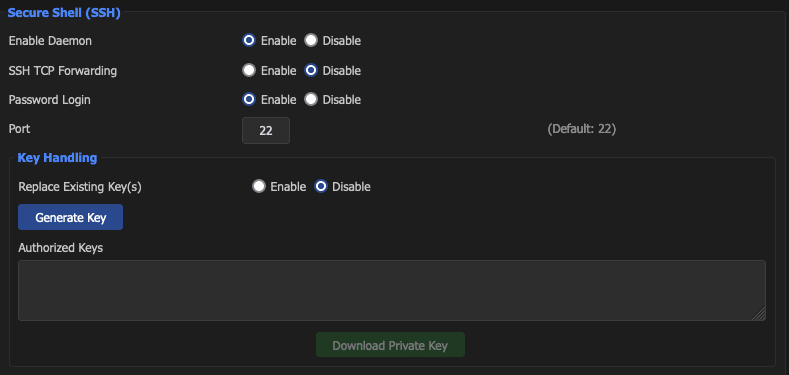 Secure Shell (SSH)
Enable Daemon Enable Disable
SSH TCP Forwarding Enable Disable
Password Login Enable Disable
Port 22 (Default: 22)
Key Handling
Replace Existing Key(s) Enable Disable
Generate Key
Authorized Keys
Download Private Key